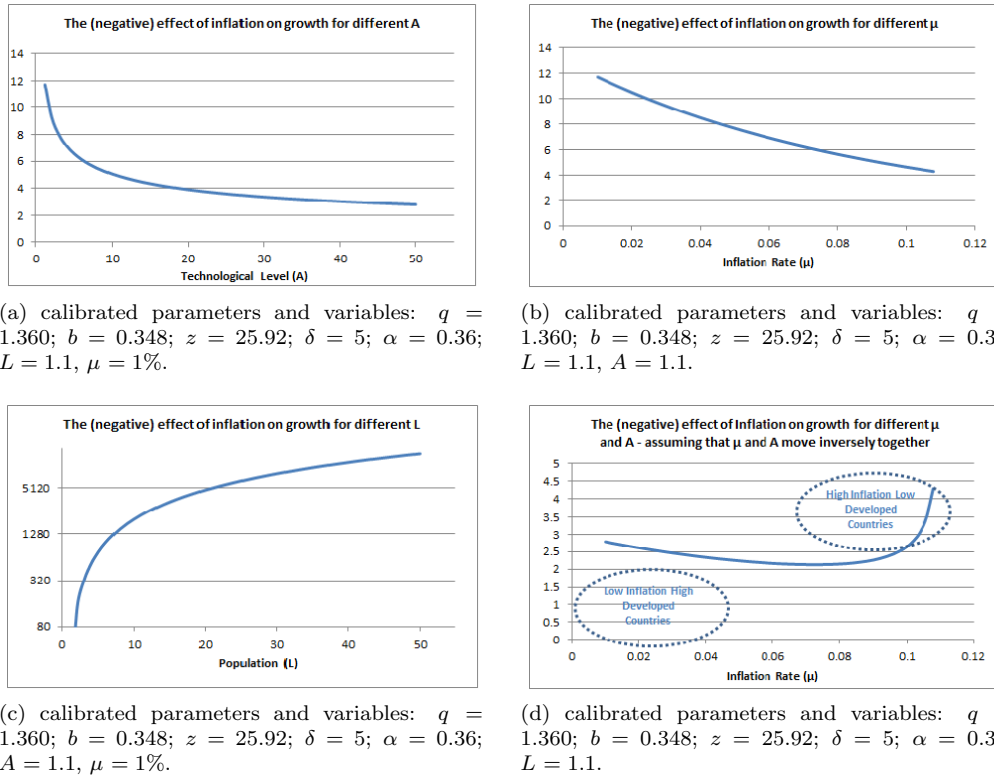 The (negative) effect of inflation on growth for different A
14
12
10
8
6
4
2
0
0 10 20 30 40 50
Technological Level (A)
(a) calibrated parameters and variables: q =
1.360; b = 0.348; z = 25.92; δ = 5; α = 0.36;
L = 1.1, μ = 1%.
The (negative) effect of inflation on growth for different μ
14
12
10
8
6
4
2
0
0 0.02 0.04 0.06 0.08 0.1 0.12
Inflation Rate (μ)
(b) calibrated parameters and variables: q
1.360; b = 0.348; z = 25.92; δ = 5; α = 0.3
L = 1.1, A = 1.1.
The (negative) effect of inflation on growth for different L
5120
1280
320
80
0 10 20 30 40 50
Population (L)
(c) calibrated parameters and variables: q =
1.360; b = 0.348; z = 25.92; δ = 5; α = 0.36;
A = 1.1, μ = 1%.
The (negative) effect of Inflation on growth for different μ
and A - assuming that μ and A move inversely together
5
4.5
4
3.5
3
2.5
2
1.5
1
0.5
0
High Inflation Low
Developed
Countries
Low Inflation High
Developed
Countries
0 0.02 0.04 0.06 0.08 0.1 0.12
Inflation Rate (μ)
(d) calibrated parameters and variables: q
1.360; b = 0.348; z = 25.92; δ = 5; α = 0.3
L = 1.1.